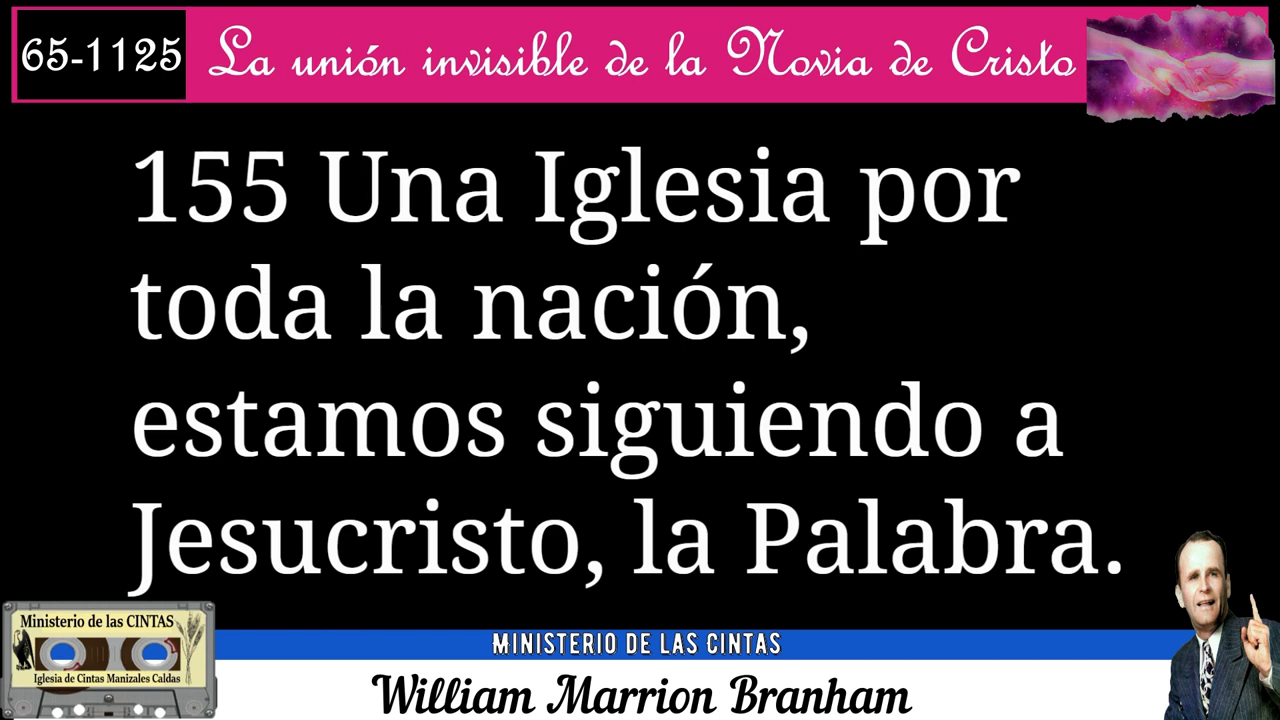 65-1125 La unión invisible de la Novia de Cristo
155 Una Iglesia por
toda la nación,
estamos siguiendo a
Jesucristo, la Palabra.
Ministerio de las CINTAS
Iglesia de Cintas Manizales Caldas
MINISTERIO DE LAS CINTAS
William Marrion Branham